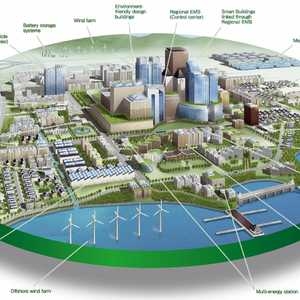 Wind farm
Battery storage
systems
Environment
friendly design
buildings
Regional EMS
(Control center)
Smart Buildings
linked through
Regional EMS
Offshore wind farm
Multi-energy station